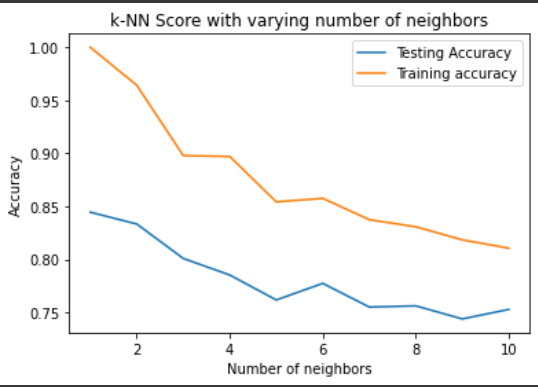 k-NN Score with varying number of neighbors
1.00
0.95
0.90
0.85
0.80
0.75
Accuracy
Testing Accuracy
Training accuracy
2 4 6 8 10
Number of neighbors